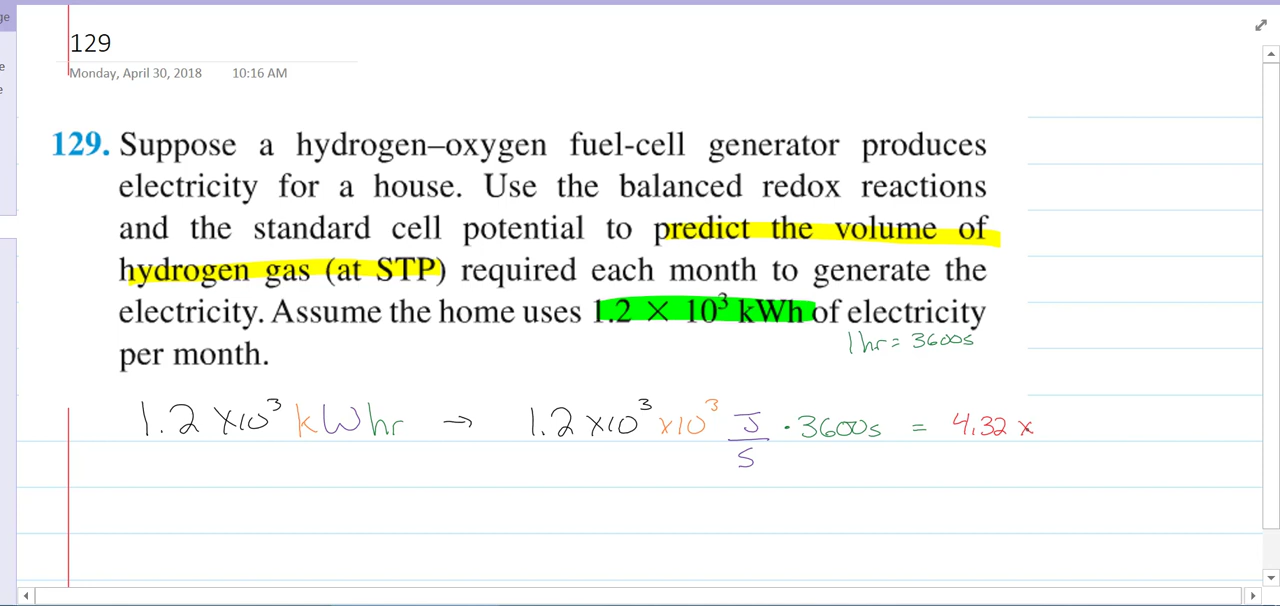 ge
129
Monday, April 30, 2018 10:16 AM
e
e
129. Suppose a hydrogen–oxygen fuel-cell generator produces
electricity for a house. Use the balanced redox reactions
and the standard cell potential to predict the volume of
hydrogen gas (at STP) required each month to generate the
electricity. Assume the home uses 1.2 × 10³ kWh of electricity
per month.
1 hr = 3600s
1.2 x10³ kWhr → 1.2 x10³ x10³ J/s · 3600s = 4.32 x